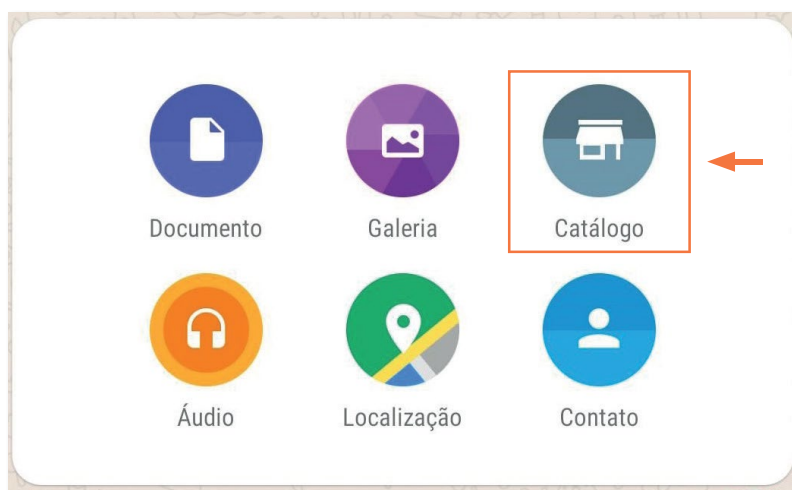 Documento
Galeria
Catálogo
Áudio
Localização
Contato